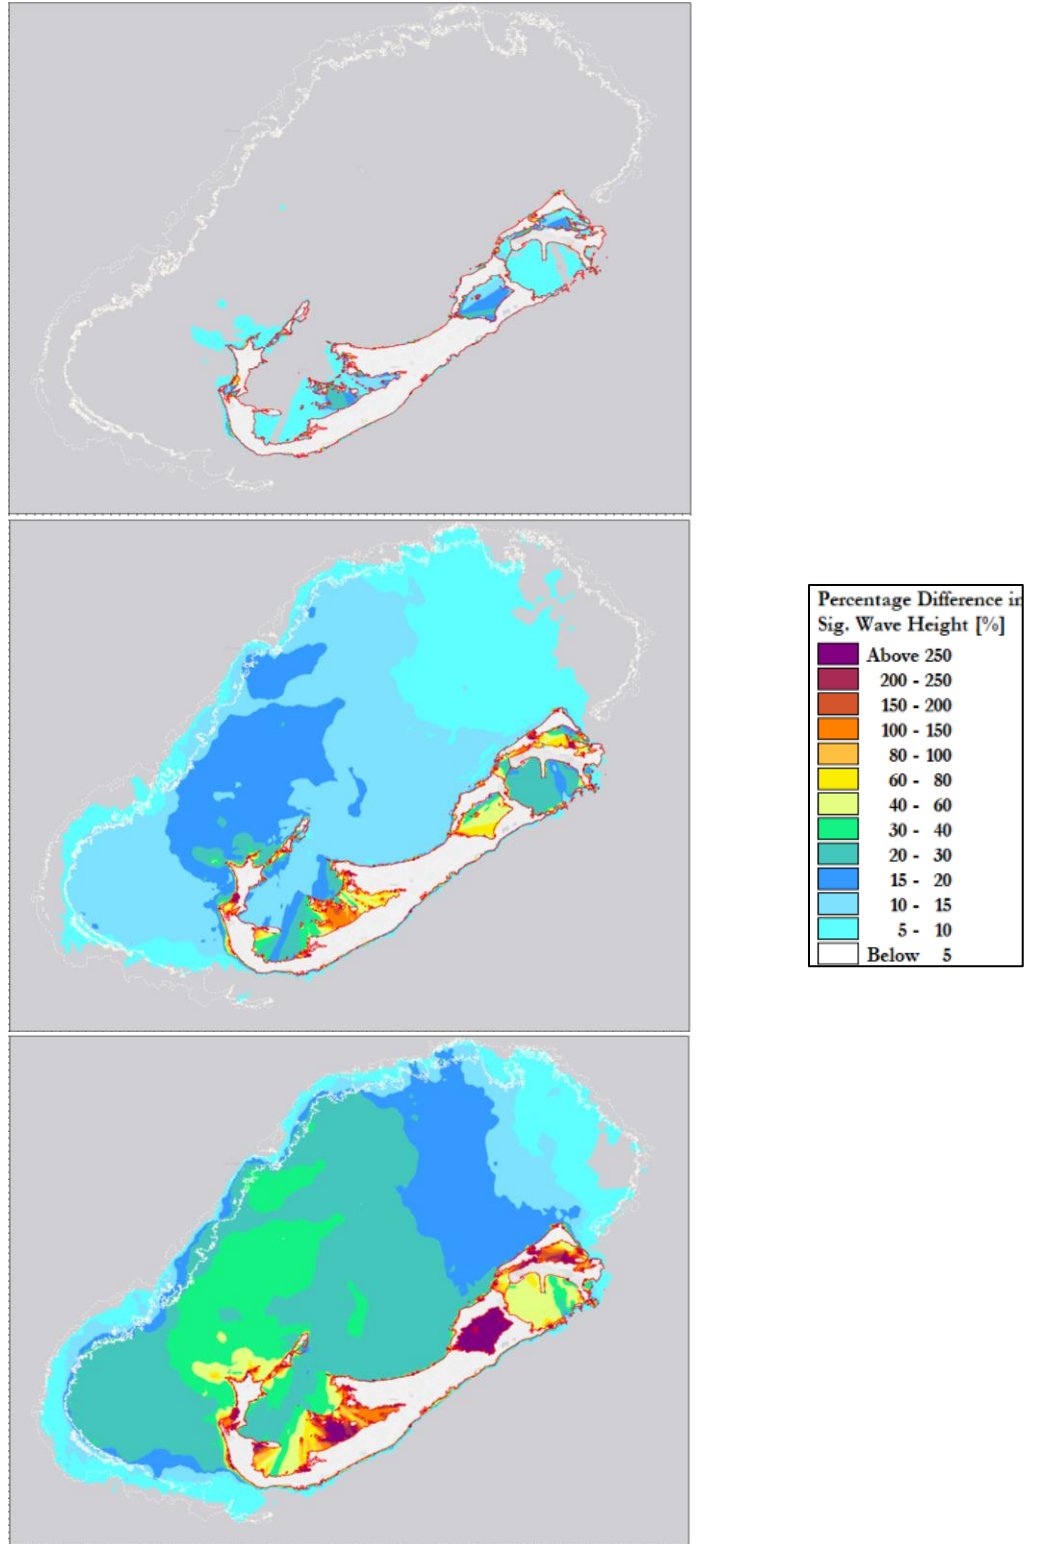 Percentage Difference in
Sig. Wave Height [%]
Above 250
200 - 250
150 - 200
100 - 150
80 - 100
60 - 80
40 - 60
30 - 40
20 - 30
15 - 20
10 - 15
5 - 10
Below 5